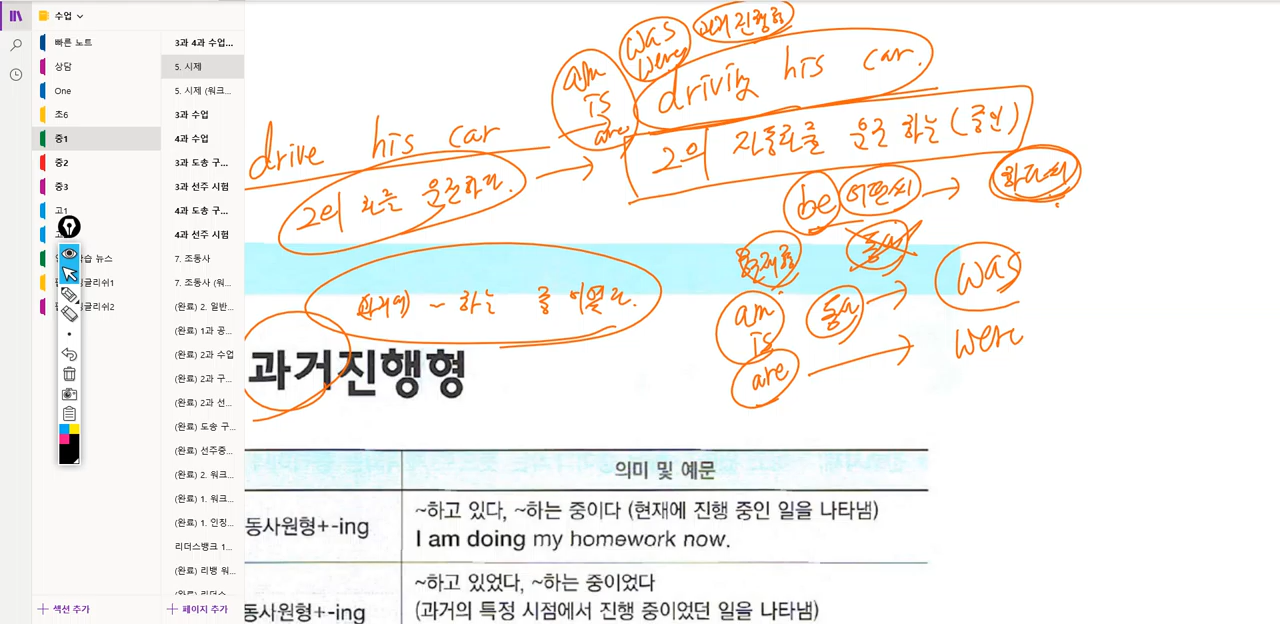 수업
빠른 노트
상담
One
초6
중1
중2
중3
고1
학습 뉴스
잉글리쉬1
글리쉬2
섹션 추가
3과 4과 수업...
5. 시제
5. 시제 (워크...
3과 수업
4과 수업
3과 도송 구...
3과 선주 시험
4과 도송 구...
4과 선주 시험
7. 조동사
7. 조동사 (워...
(완료) 2. 일반...
(완료) 1과 공...
(완료) 2과 수업
(완료) 2과 구...
(완료) 2과 선...
(완료) 도송 구...
(완료) 선주중...
(완료) 2. 워크...
(완료) 1. 워크...
(완료) 1. 인칭...
리더스뱅크 1...
(완료) 리뱅 워...
페이지 추가
was 과거 진행형
were
am
is
are
driving his car.
drive his car
그의 차를 운전하다.
그의 자동차를 운전 하는 (중인)
be 어떤씨
현재형 동사
am
is
동사
was
are
were
~ 하는 중 이었다.
과거진행형
의미 및 예문
동사원형+-ing
~하고 있다, ~하는 중이다 (현재에 진행 중인 일을 나타냄)
I am doing my homework now.
동사원형+-ing
~하고 있었다, ~하는 중이었다
(과거의 특정 시점에서 진행 중이었던 일을 나타냄)